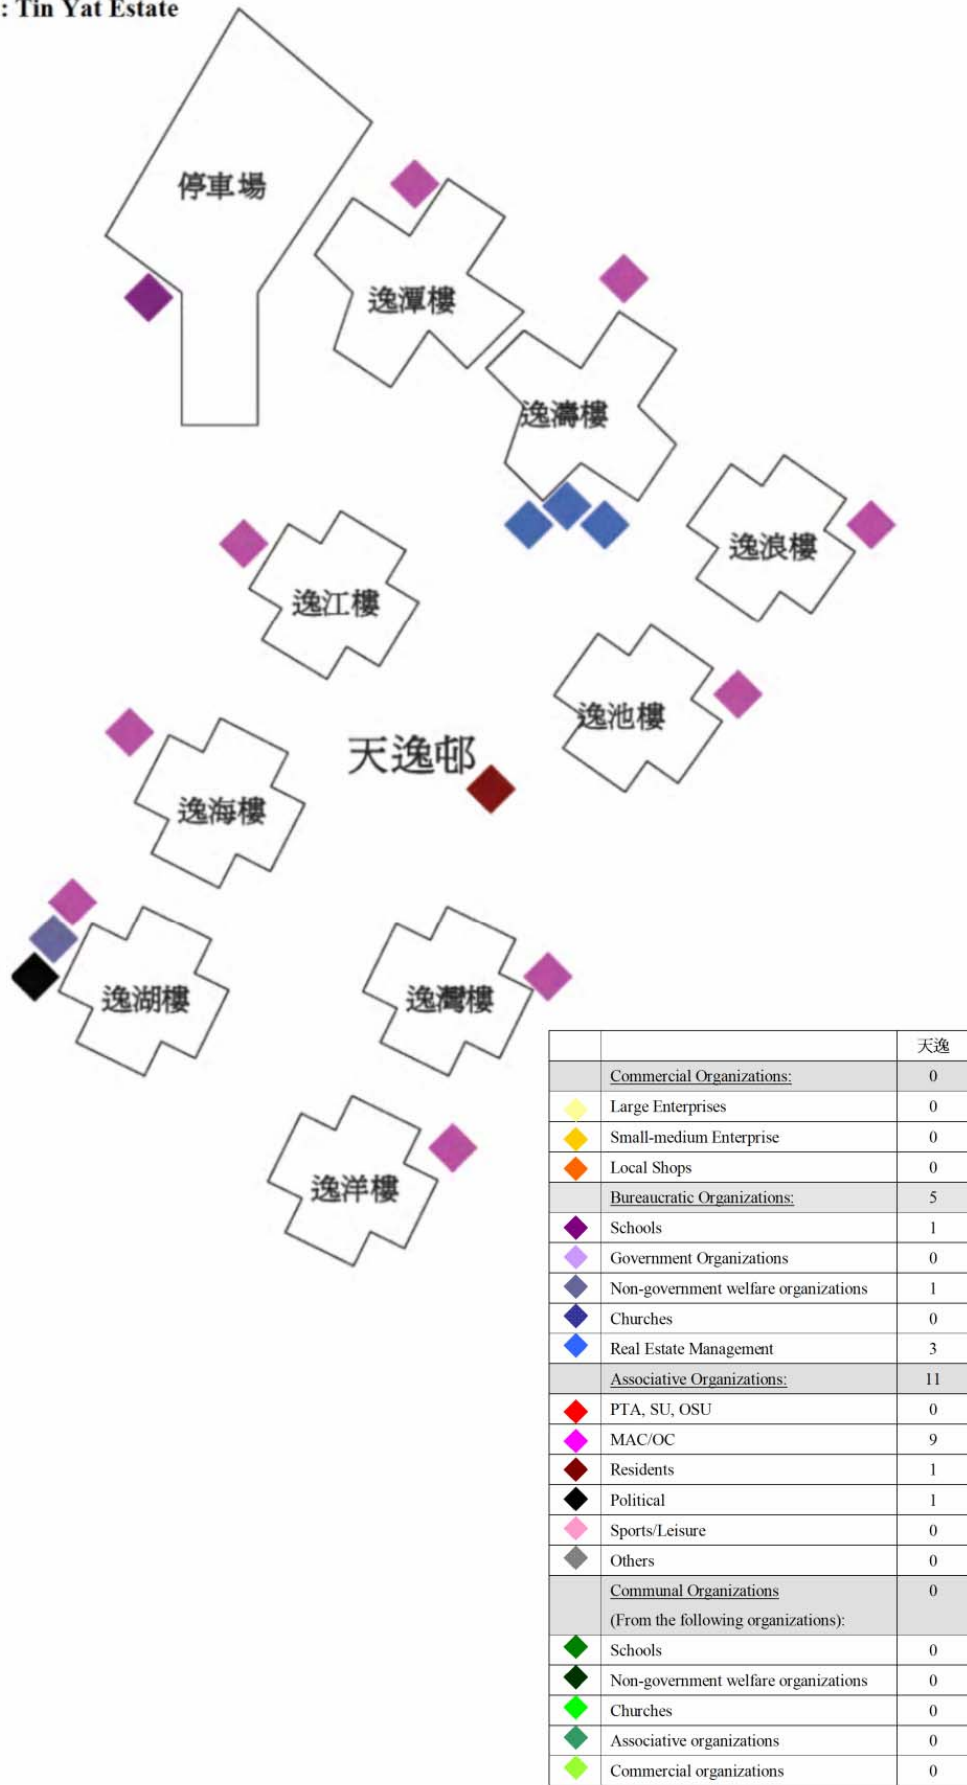 : Tin Yat Estate
停車場
逸潭樓
逸濤樓
逸浪樓
逸江樓
逸池樓
天逸邨
逸海樓
逸湖樓
逸灣樓
逸洋樓
天逸
Commercial Organizations: 0
Large Enterprises 0
Small-medium Enterprise 0
Local Shops 0
Bureaucratic Organizations: 5
Schools 1
Government Organizations 0
Non-government welfare organizations 1
Churches 0
Real Estate Management 3
Associative Organizations: 11
PTA, SU, OSU 0
MAC/OC 9
Residents 1
Political 1
Sports/Leisure 0
Others 0
Communal Organizations 0
(From the following organizations):
Schools 0
Non-government welfare organizations 0
Churches 0
Associative organizations 0
Commercial organizations 0